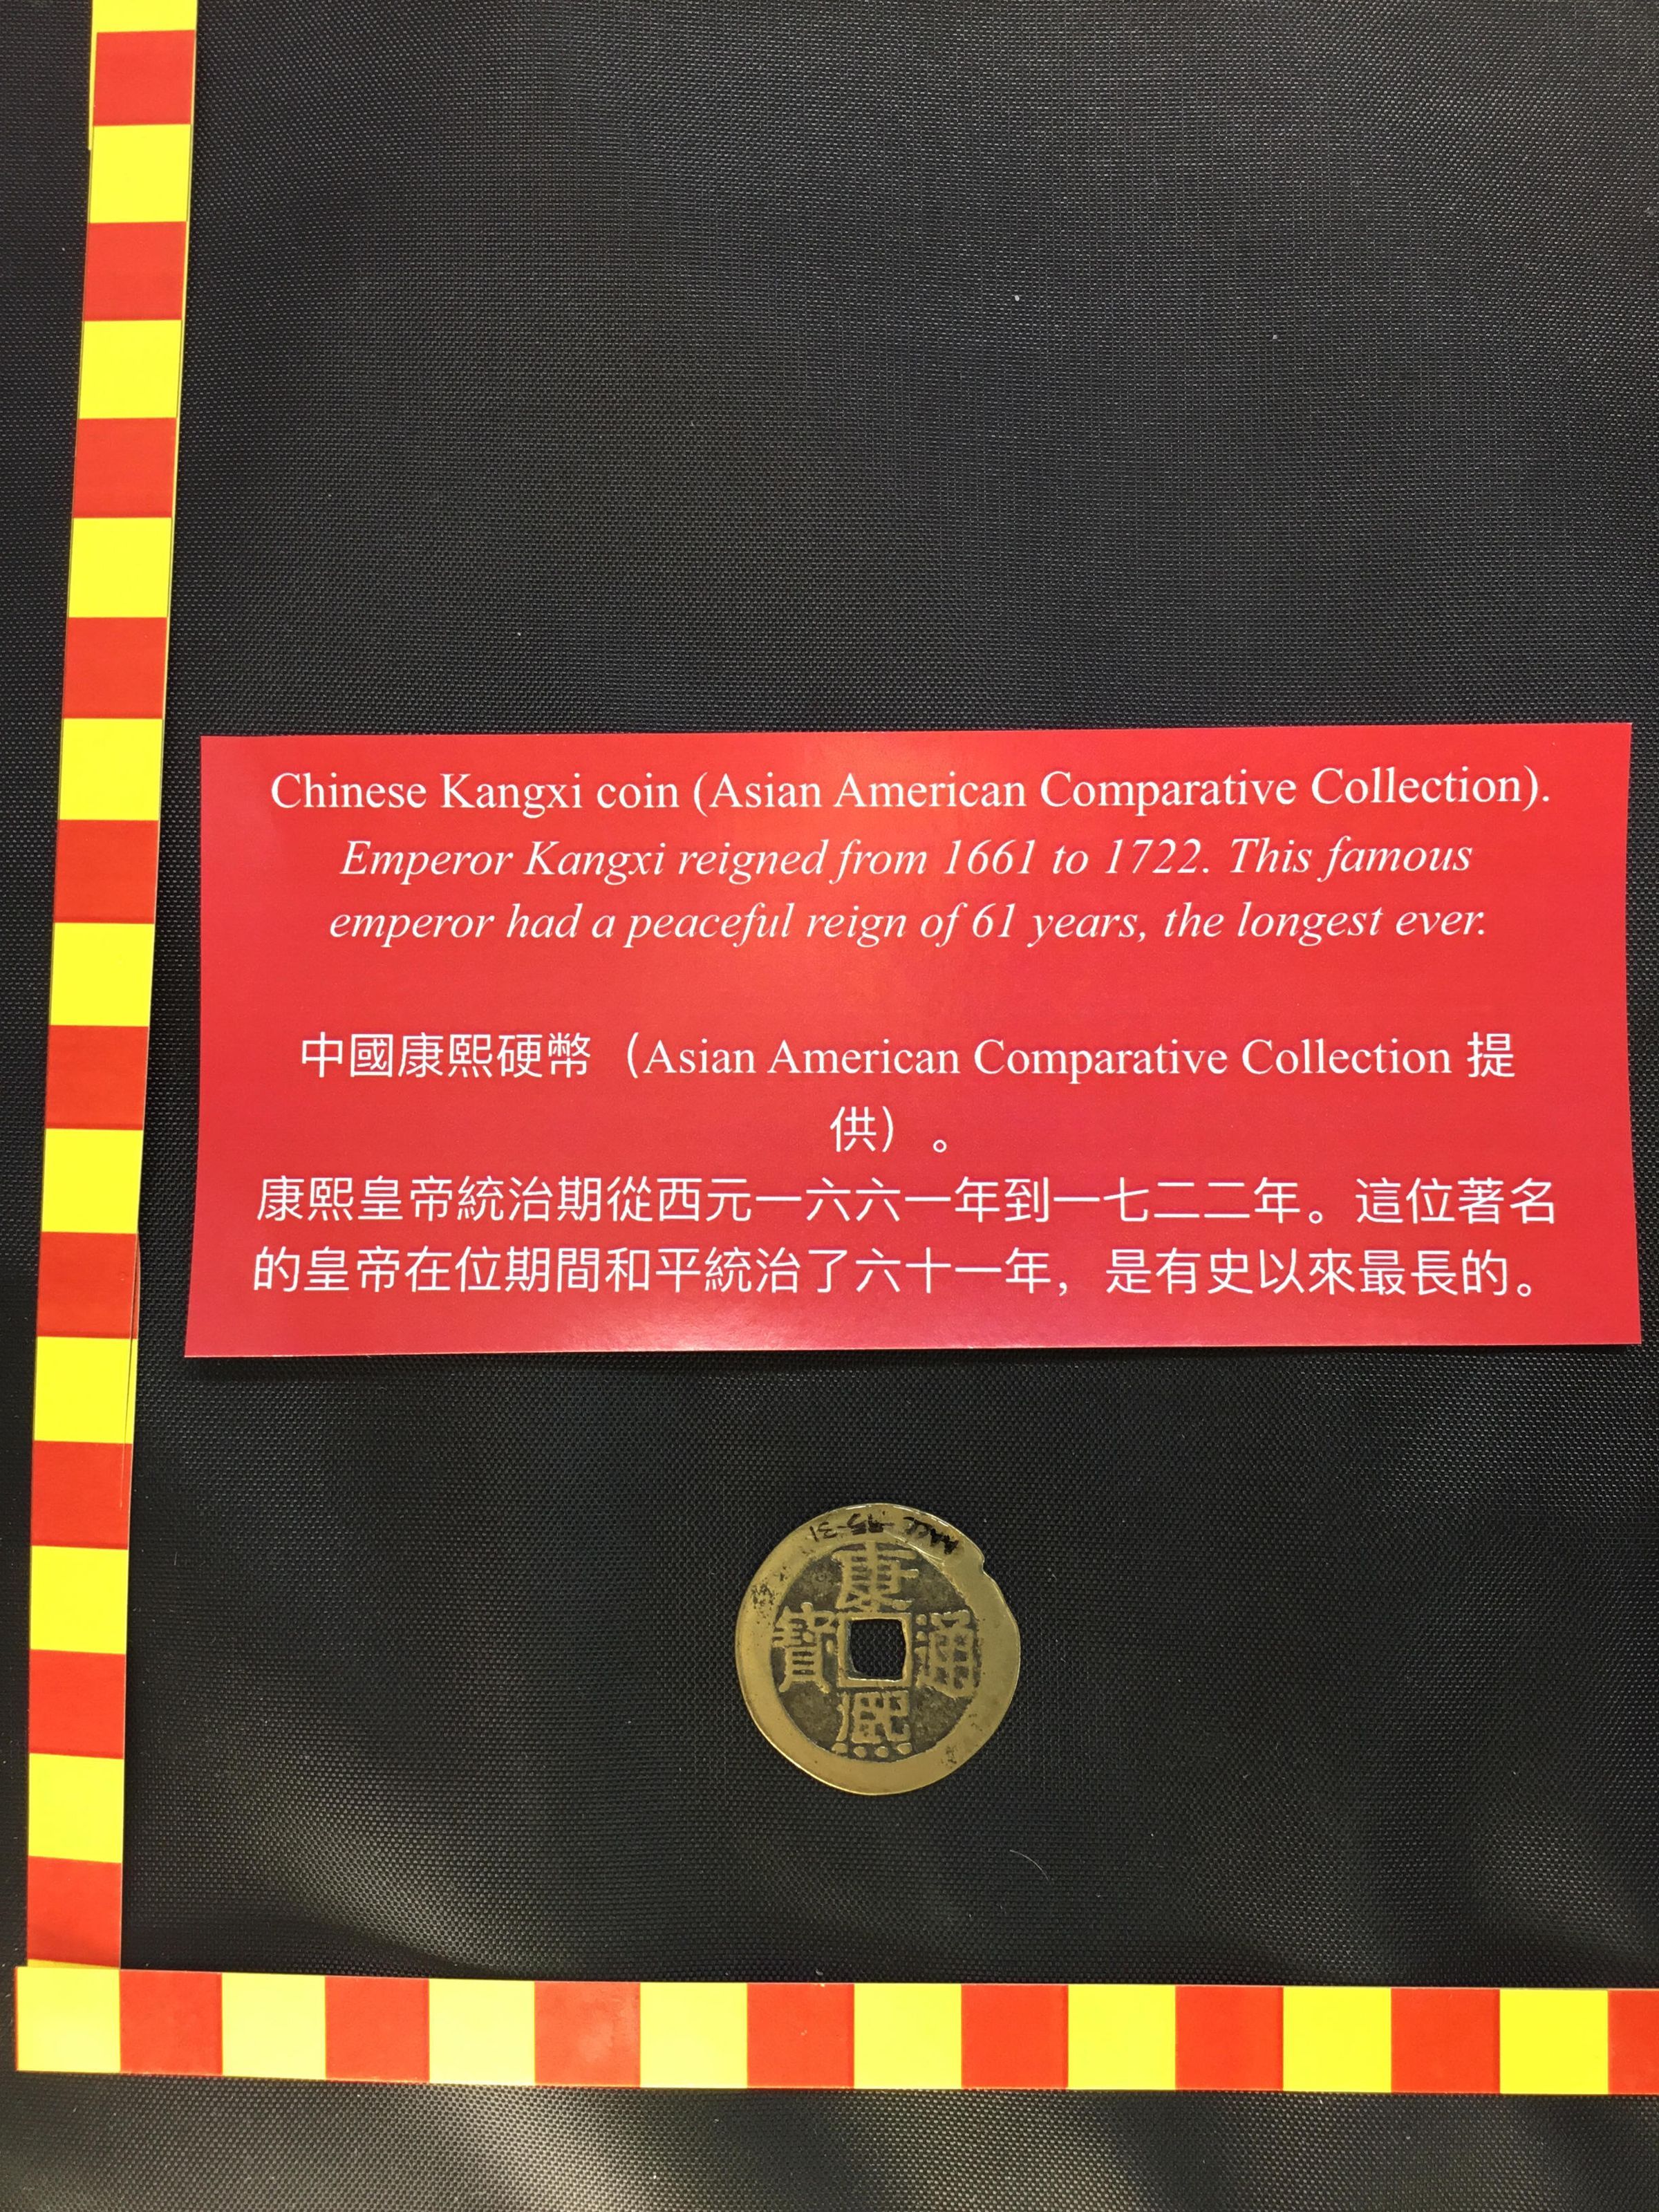 Chinese Kangxi coin (Asian American Comparative Collection).
Emperor Kangxi reigned from 1661 to 1722. This famous
emperor had a peaceful reign of 61 years, the longest ever.
中國康熙硬幣（Asian American Comparative Collection 提
供）。
康熙皇帝統治期從西元一六六一年到一七二二年。這位著名
的皇帝在位期間和平統治了六十一年，是有史以來最長的。
康熙通寶